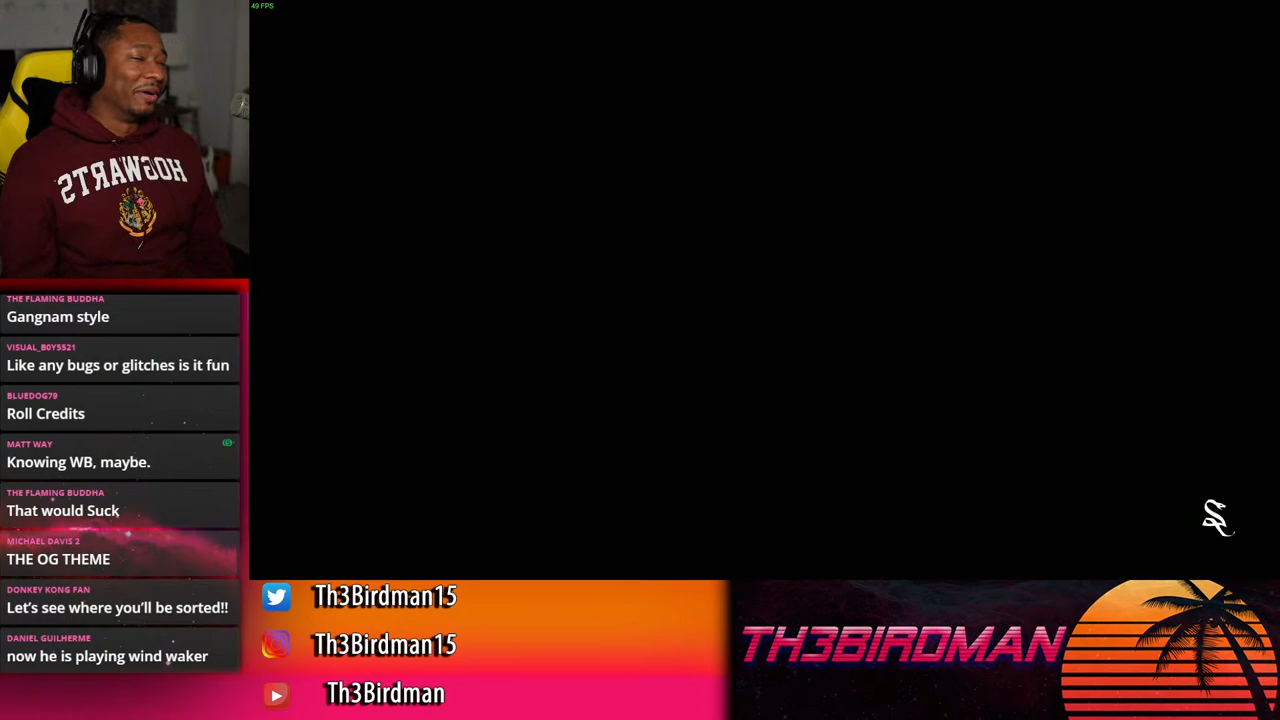 49 FPS
HOGWARTS
THE FLAMING BUDDHA
Gangnam style
VISUAL_B0Y5521
Like any bugs or glitches is it fun
BLUEDOG79
Roll Credits
MATT WAY
Knowing WB, maybe.
THE FLAMING BUDDHA
That would Suck
MICHAEL DAVIS 2
THE OG THEME
DONKEY KONG FAN
Let's see where you'll be sorted!!
DANIEL GUILHERME
now he is playing wind waker
Th3Birdman15
Th3Birdman15
Th3Birdman
TH3BIRDMAN